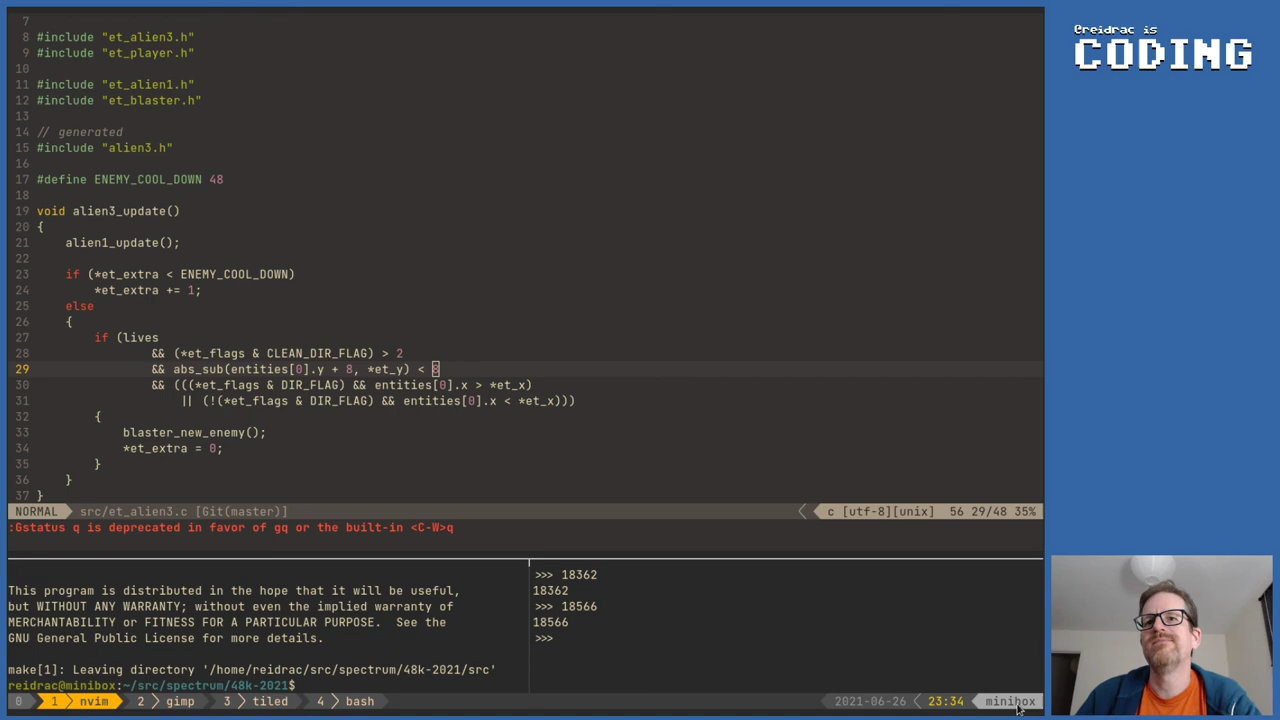 @reidrac is
CODING
7
8 #include "et_alien3.h"
9 #include "et_player.h"
10
11 #include "et_alien1.h"
12 #include "et_blaster.h"
13
14 // generated
15 #include "alien3.h"
16
17 #define ENEMY_COOL_DOWN 48
18
19 void alien3_update()
20 {
21     alien1_update();
22
23     if (*et_extra < ENEMY_COOL_DOWN)
24         *et_extra += 1;
25     else
26     {
27         if (lives
28                 && (*et_flags & CLEAN_DIR_FLAG) > 2
29                 && abs_sub(entities[0].y + 8, *et_y) < 8
30                 && (((*et_flags & DIR_FLAG) && entities[0].x > *et_x)
31                     || (!(*et_flags & DIR_FLAG) && entities[0].x < *et_x)))
32         {
33             blaster_new_enemy();
34             *et_extra = 0;
35         }
36     }
37 }
NORMAL src/et_alien3.c [Git(master)] c [utf-8][unix] 56 29/48 35%
:Gstatus q is deprecated in favor of gq or the built-in <C-W>q
This program is distributed in the hope that it will be useful,
but WITHOUT ANY WARRANTY; without even the implied warranty of
MERCHANTABILITY or FITNESS FOR A PARTICULAR PURPOSE.  See the
GNU General Public License for more details.
make[1]: Leaving directory '/home/reidrac/src/spectrum/48k-2021/src'
reidrac@minibox:~/src/spectrum/48k-2021$
>>> 18362
18362
>>> 18566
18566
>>>
0 1 nvim 2 gimp 3 tiled 4 bash 2021-06-26 23:34 minibox